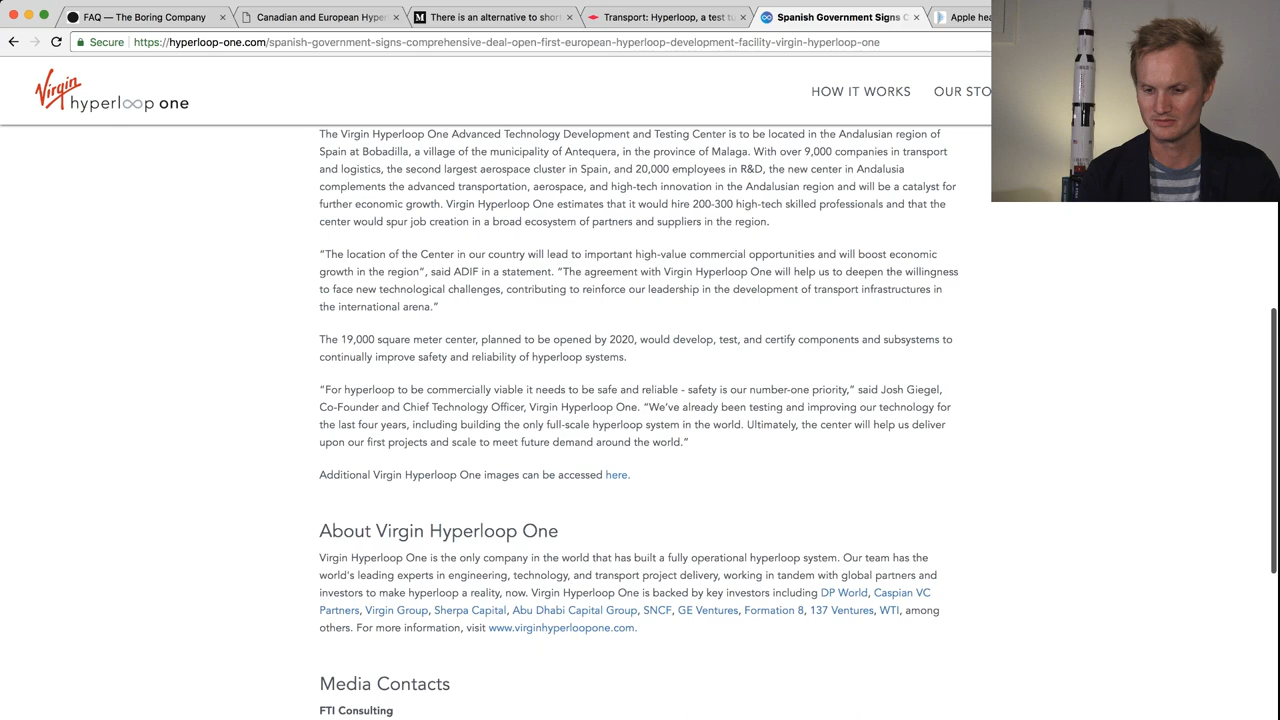 FAQ — The Boring Company
Canadian and European Hyper
There is an alternative to short
Transport: Hyperloop, a test tu
Spanish Government Signs C
Apple hea
Secure
https://hyperloop-one.com/spanish-government-signs-comprehensive-deal-open-first-european-hyperloop-development-facility-virgin-hyperloop-one
Virgin
hyperloop one
HOW IT WORKS
OUR STO
The Virgin Hyperloop One Advanced Technology Development and Testing Center is to be located in the Andalusian region of
Spain at Bobadilla, a village of the municipality of Antequera, in the province of Malaga. With over 9,000 companies in transport
and logistics, the second largest aerospace cluster in Spain, and 20,000 employees in R&D, the new center in Andalusia
complements the advanced transportation, aerospace, and high-tech innovation in the Andalusian region and will be a catalyst for
further economic growth. Virgin Hyperloop One estimates that it would hire 200-300 high-tech skilled professionals and that the
center would spur job creation in a broad ecosystem of partners and suppliers in the region.
“The location of the Center in our country will lead to important high-value commercial opportunities and will boost economic
growth in the region”, said ADIF in a statement. “The agreement with Virgin Hyperloop One will help us to deepen the willingness
to face new technological challenges, contributing to reinforce our leadership in the development of transport infrastructures in
the international arena.”
The 19,000 square meter center, planned to be opened by 2020, would develop, test, and certify components and subsystems to
continually improve safety and reliability of hyperloop systems.
“For hyperloop to be commercially viable it needs to be safe and reliable - safety is our number-one priority,” said Josh Giegel,
Co-Founder and Chief Technology Officer, Virgin Hyperloop One. “We’ve already been testing and improving our technology for
the last four years, including building the only full-scale hyperloop system in the world. Ultimately, the center will help us deliver
upon our first projects and scale to meet future demand around the world.”
Additional Virgin Hyperloop One images can be accessed here.
About Virgin Hyperloop One
Virgin Hyperloop One is the only company in the world that has built a fully operational hyperloop system. Our team has the
world's leading experts in engineering, technology, and transport project delivery, working in tandem with global partners and
investors to make hyperloop a reality, now. Virgin Hyperloop One is backed by key investors including DP World, Caspian VC
Partners, Virgin Group, Sherpa Capital, Abu Dhabi Capital Group, SNCF, GE Ventures, Formation 8, 137 Ventures, WTI, among
others. For more information, visit www.virginhyperloopone.com.
Media Contacts
FTI Consulting